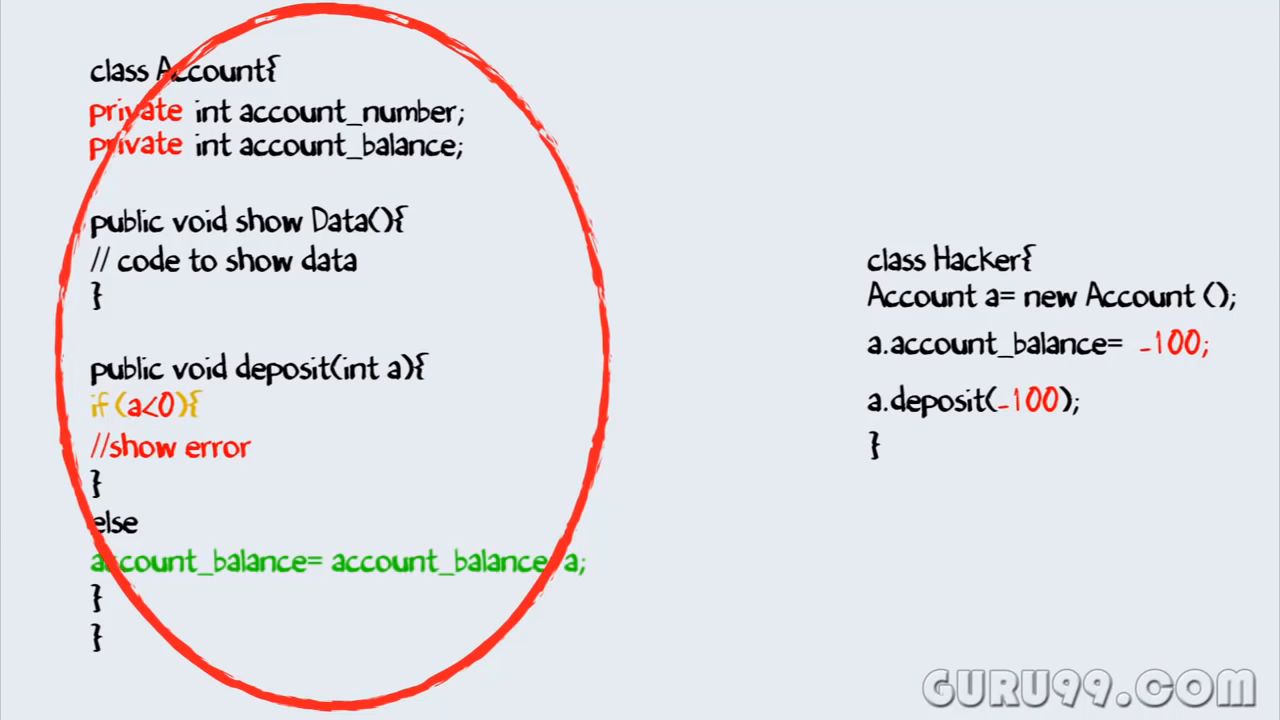 class Account{
private int account_number;
private int account_balance;
public void show Data(){
// code to show data
}
public void deposit(int a){
if (a<0){
//show error
}
else
account_balance= account_balance a;
}
}
class Hacker{
Account a= new Account ();
a.account_balance= -100;
a.deposit(-100);
}
GURU99.COM